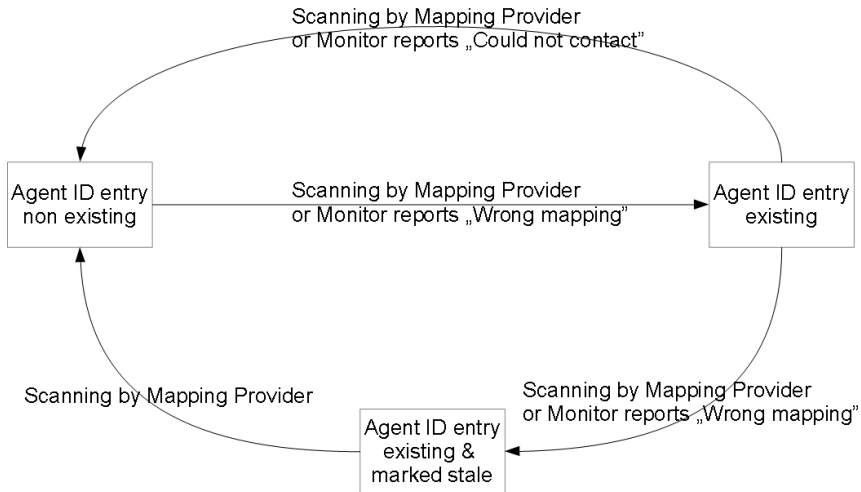 Scanning by Mapping Provider
or Monitor reports „Could not contact”
Agent ID entry
non existing
Scanning by Mapping Provider
or Monitor reports „Wrong mapping”
Agent ID entry
existing
Scanning by Mapping Provider
Scanning by Mapping Provider
or Monitor reports „Wrong mapping”
Agent ID entry
existing &
marked stale